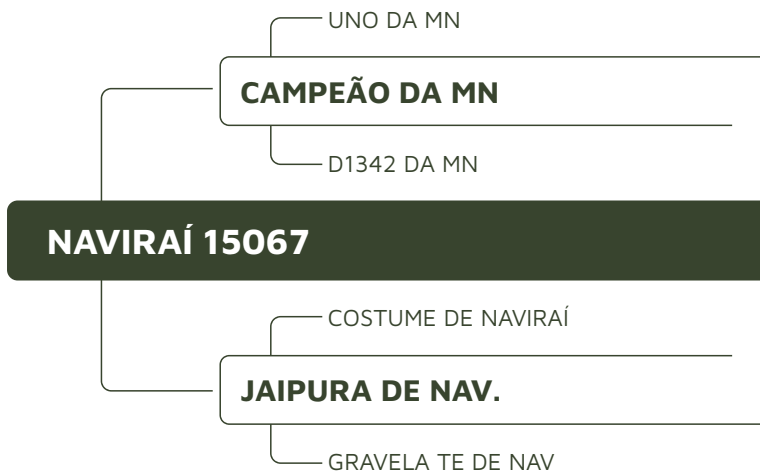 UNO DA MN
CAMPEÃO DA MN
D1342 DA MN
NAVIRAÍ 15067
COSTUME DE NAVIRAÍ
JAIPURA DE NAV.
GRAVELA TE DE NAV